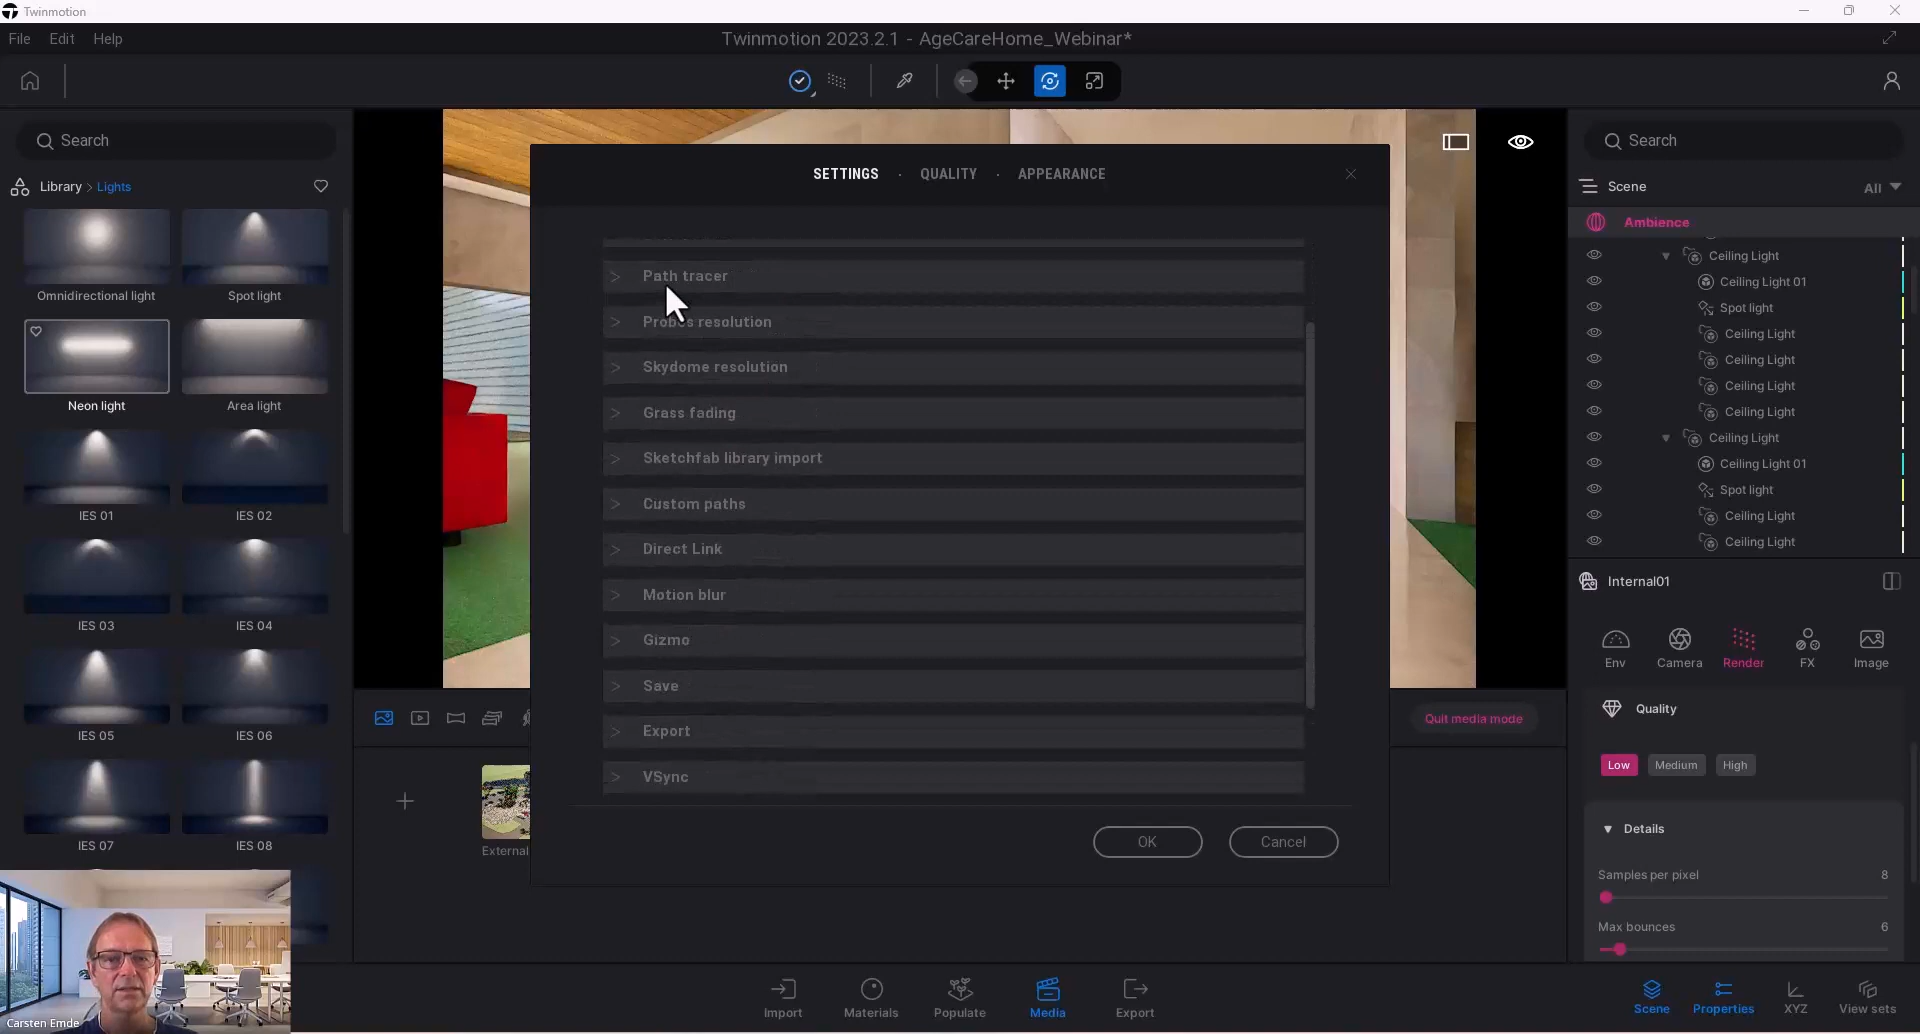 Twinmotion
File Edit Help
Twinmotion 2023.2.1 - AgeCareHome_Webinar*
Search
Library > Lights
Omnidirectional light
Spot light
Neon light
Area light
IES 01
IES 02
IES 03
IES 04
IES 05
IES 06
IES 07
IES 08
Carsten Emde
SETTINGS · QUALITY · APPEARANCE
> Path tracer
> Probes resolution
> Skydome resolution
> Grass fading
> Sketchfab library import
> Custom paths
> Direct Link
> Motion blur
> Gizmo
> Save
> Export
> VSync
OK
Cancel
Quit media mode
External
Search
Scene
All
Ambience
Ceiling Light
Ceiling Light 01
Spot light
Ceiling Light
Ceiling Light
Ceiling Light
Ceiling Light
Ceiling Light
Ceiling Light 01
Spot light
Ceiling Light
Ceiling Light
Internal01
Env
Camera
Render
FX
Image
Quality
Low
Medium
High
Details
Samples per pixel 8
Max bounces 6
Import
Materials
Populate
Media
Export
Scene
Properties
XYZ
View sets